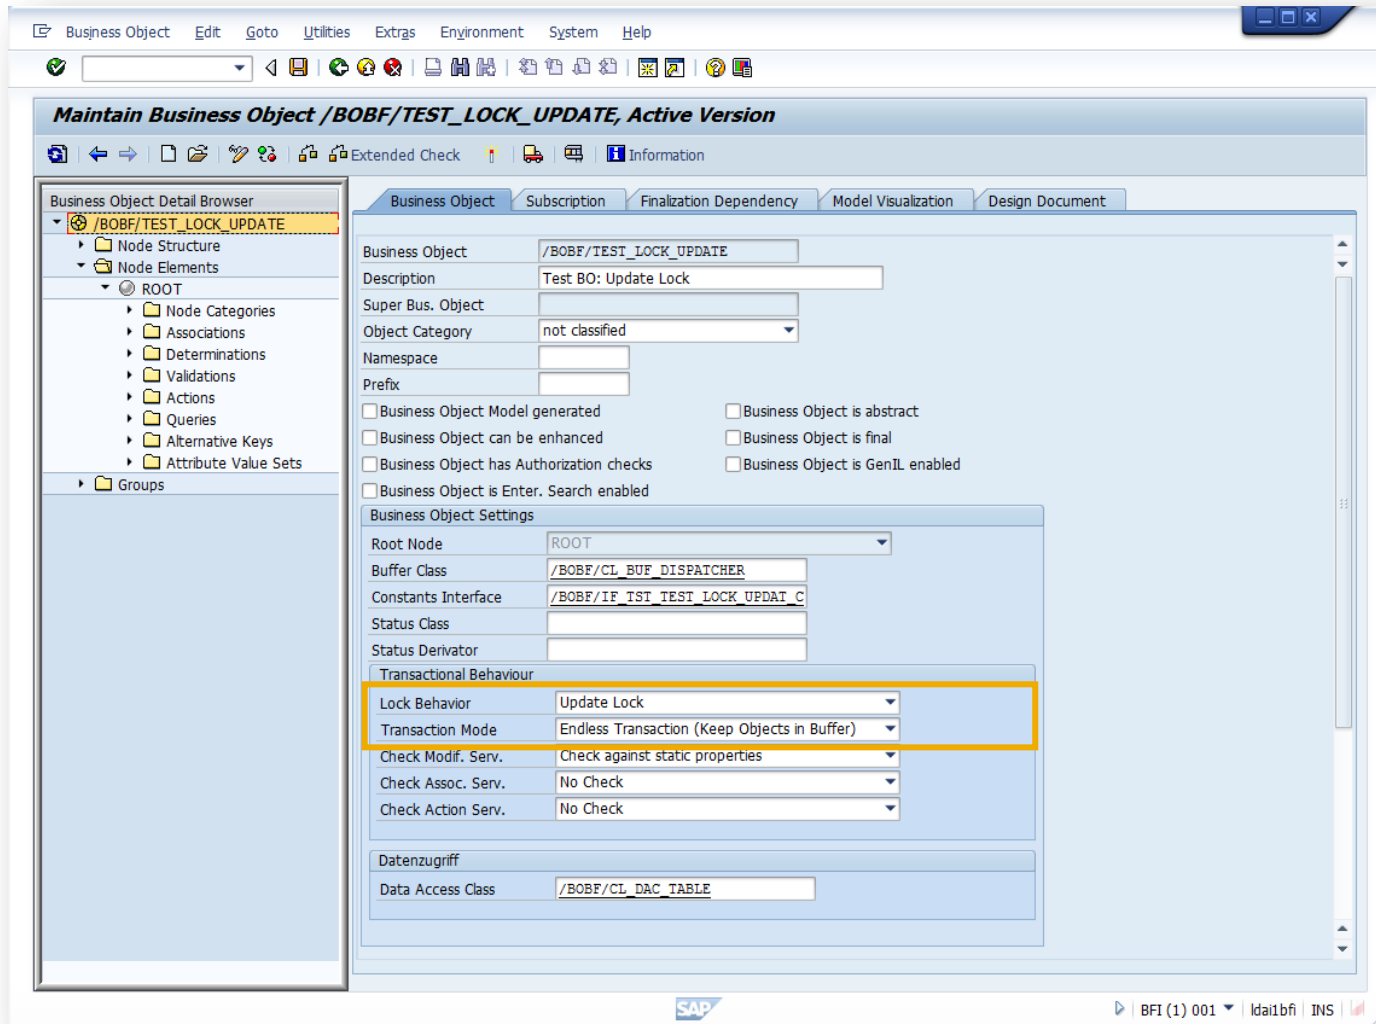 Business Object Edit Goto Utilities Extras Environment System Help
Maintain Business Object /BOBF/TEST_LOCK_UPDATE, Active Version
Extended Check Information
Business Object Detail Browser
/BOBF/TEST_LOCK_UPDATE
Node Structure
Node Elements
ROOT
Node Categories
Associations
Determinations
Validations
Actions
Queries
Alternative Keys
Attribute Value Sets
Groups
Business Object Subscription Finalization Dependency Model Visualization Design Document
Business Object /BOBF/TEST_LOCK_UPDATE
Description Test BO: Update Lock
Super Bus. Object
Object Category not classified
Namespace
Prefix
Business Object Model generated Business Object is abstract
Business Object can be enhanced Business Object is final
Business Object has Authorization checks Business Object is GenIL enabled
Business Object is Enter. Search enabled
Business Object Settings
Root Node ROOT
Buffer Class /BOBF/CL_BUF_DISPATCHER
Constants Interface /BOBF/IF_TST_TEST_LOCK_UPDAT_C
Status Class
Status Derivator
Transactional Behaviour
Lock Behavior Update Lock
Transaction Mode Endless Transaction (Keep Objects in Buffer)
Check Modif. Serv. Check against static properties
Check Assoc. Serv. No Check
Check Action Serv. No Check
Datenzugriff
Data Access Class /BOBF/CL_DAC_TABLE
SAP BFI (1) 001 ldai1bfi INS